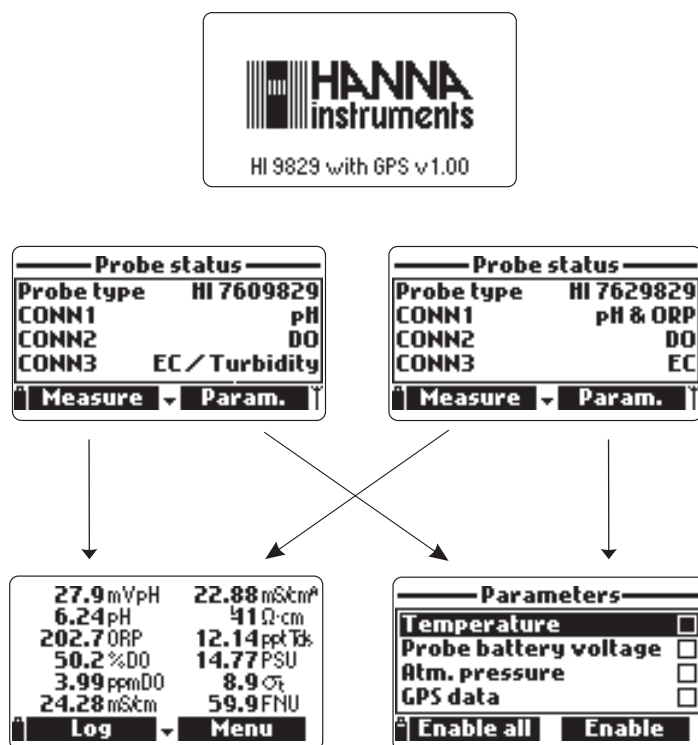 HANNA
instruments
HI 9829 with GPS v1.00
Probe status
Probe type HI 7609829
CONN1 pH
CONN2 DO
CONN3 EC/Turbidity
Measure Param.
Probe status
Probe type HI 7629829
CONN1 pH & ORP
CONN2 DO
CONN3 EC
Measure Param.
27.9 mVpH 22.88 mS/cmᴬ
6.24 pH 41 Ω·cm
202.7 ORP 12.14 ppt Tds
50.2 %DO 14.77 PSU
3.99 ppmDO 8.9 σt
24.28 mS/cm 59.9 FNU
Log Menu
Parameters
Temperature
Probe battery voltage
Atm. pressure
GPS data
Enable all Enable